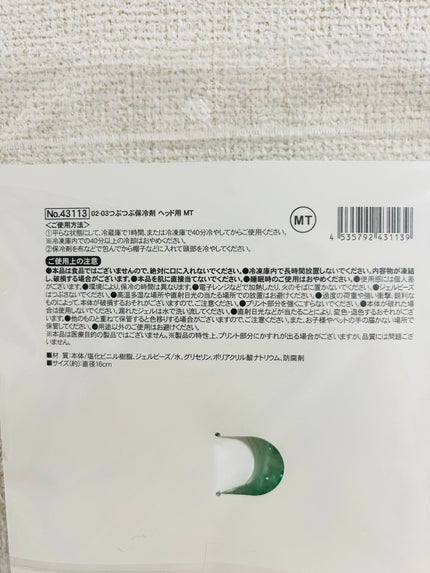 No.43113 02-03つぶつぶ保冷剤 ヘッド用 MT
<ご使用方法>
①平らな状態にして、冷蔵庫で1時間、または冷凍庫で40分冷やしてからご使用ください。
※冷凍庫内での40分以上の冷却はおやめください。
②保冷剤を布などで包んでから帽子などに入れて頭部を冷やしてください。
MT
4 535792 431139
ご使用上の注意
●本品は食品ではございませんので、絶対に口に入れないでください。●冷凍庫内で長時間放置しないでください。内容物が凍結
し、破損する場合がございます。●本品を肌に直接当てないでください。●睡眠時のご使用はおやめください。●使用感には個人差
がございます。●環境により、保冷の時間は異なります。●電子レンジなどで加熱したり、火のそばに置かないでください。●ジェルビーズ
はつぶさないでください。●高温多湿な場所や直射日光の当たる場所での放置はお避けください。●過度の荷重や強い衝撃、鋭利な
ものによって、本体が破損するおそれがございますので、ご注意ください。●プリント部分を強くこすらないでください。●本体が破れた場合
は使用しないでください。漏れたジェルは水で洗い流してください。●直射日光などが当たることにより、変色・退色するおそれがござ
います。●他のものと重ねて保管すると色移りする場合がございますので、ご注意ください。また、お子様やペットの手の届かない場所で
保管してください。●用途以外のご使用はお避けください。
※本品は医療目的の製品ではございません。※製品の特性上、プリント部分にかすれが出る場合がございますが、品質には問題ござ
いません。
■材 質:本体/塩化ビニル樹脂、ジェルビーズ/水、グリセリン、ポリアクリル酸ナトリウム、防腐剤
■サイズ(約):直径16cm